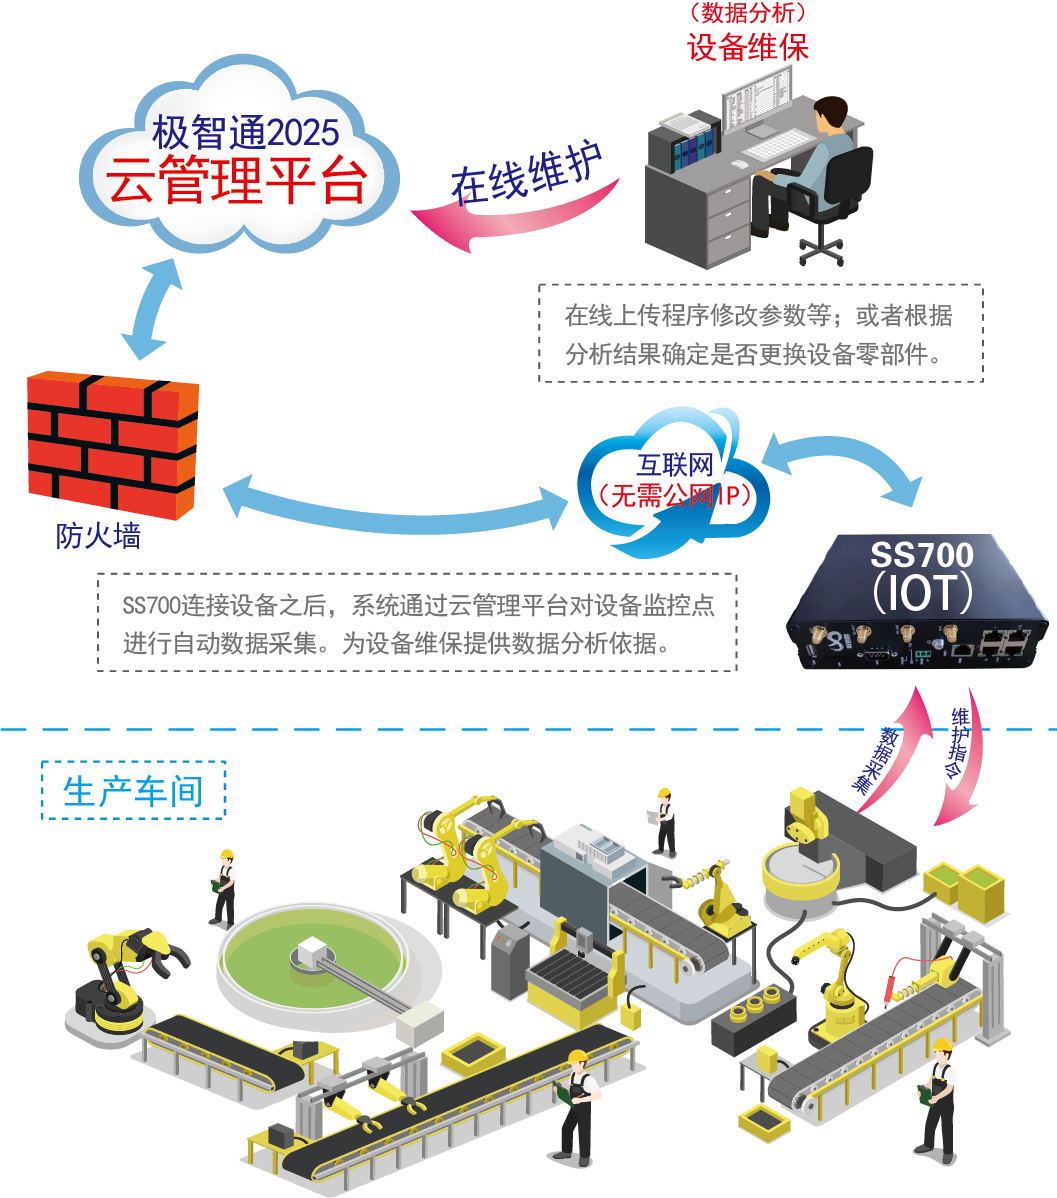 （数据分析）
设备维保
极智通2025
云管理平台
在线维护
在线上传程序修改参数等；或者根据
分析结果确定是否更换设备零部件。
互联网
（无需公网IP）
防火墙
SS700
（IOT）
SS700连接设备之后，系统通过云管理平台对设备监控点
进行自动数据采集。为设备维保提供数据分析依据。
数据采集
维护指令
生产车间